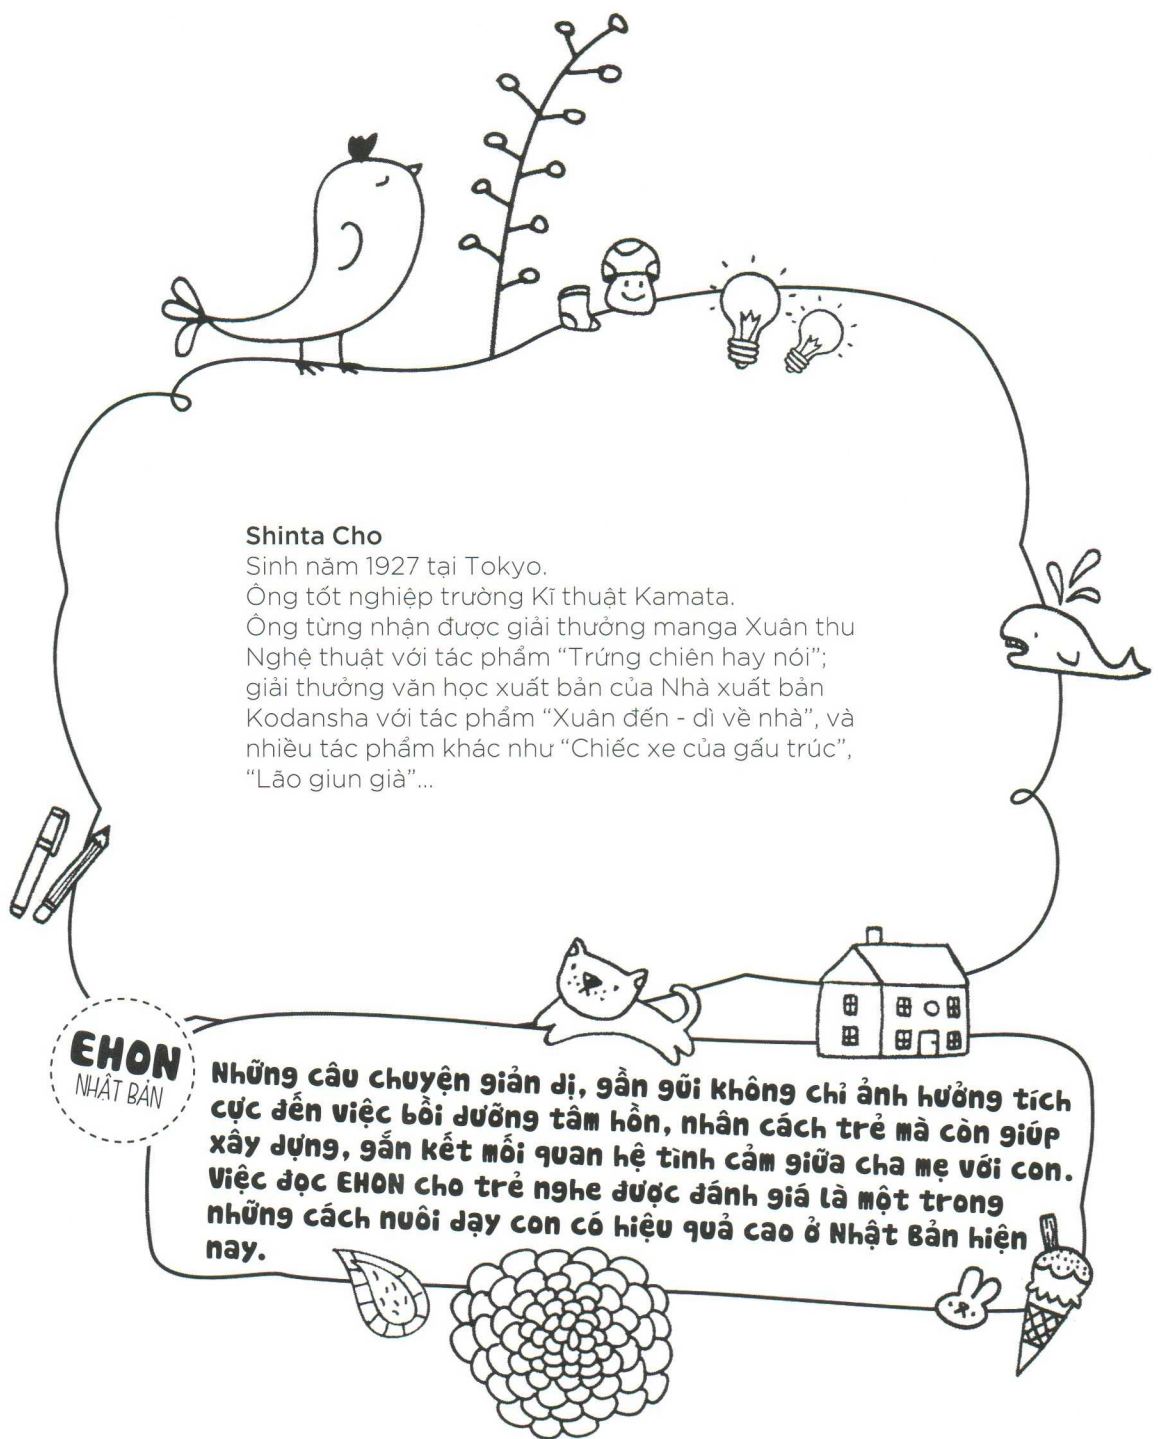 Shinta Cho
Sinh năm 1927 tại Tokyo.
Ông tốt nghiệp trường Kĩ thuật Kamata.
Ông từng nhận được giải thưởng manga Xuân thu
Nghệ thuật với tác phẩm “Trứng chiên hay nói”;
giải thưởng văn học xuất bản của Nhà xuất bản
Kodansha với tác phẩm “Xuân đến - dì về nhà”, và
nhiều tác phẩm khác như “Chiếc xe của gấu trúc”,
“Lão giun già”...
EHON
NHẬT BẢN
Những câu chuyện giản dị, gần gũi không chỉ ảnh hưởng tích
cực đến việc bồi dưỡng tâm hồn, nhân cách trẻ mà còn giúp
xây dựng, gắn kết mối quan hệ tình cảm giữa cha mẹ với con.
Việc đọc EHON cho trẻ nghe được đánh giá là một trong
những cách nuôi dạy con có hiệu quả cao ở Nhật Bản hiện
nay.